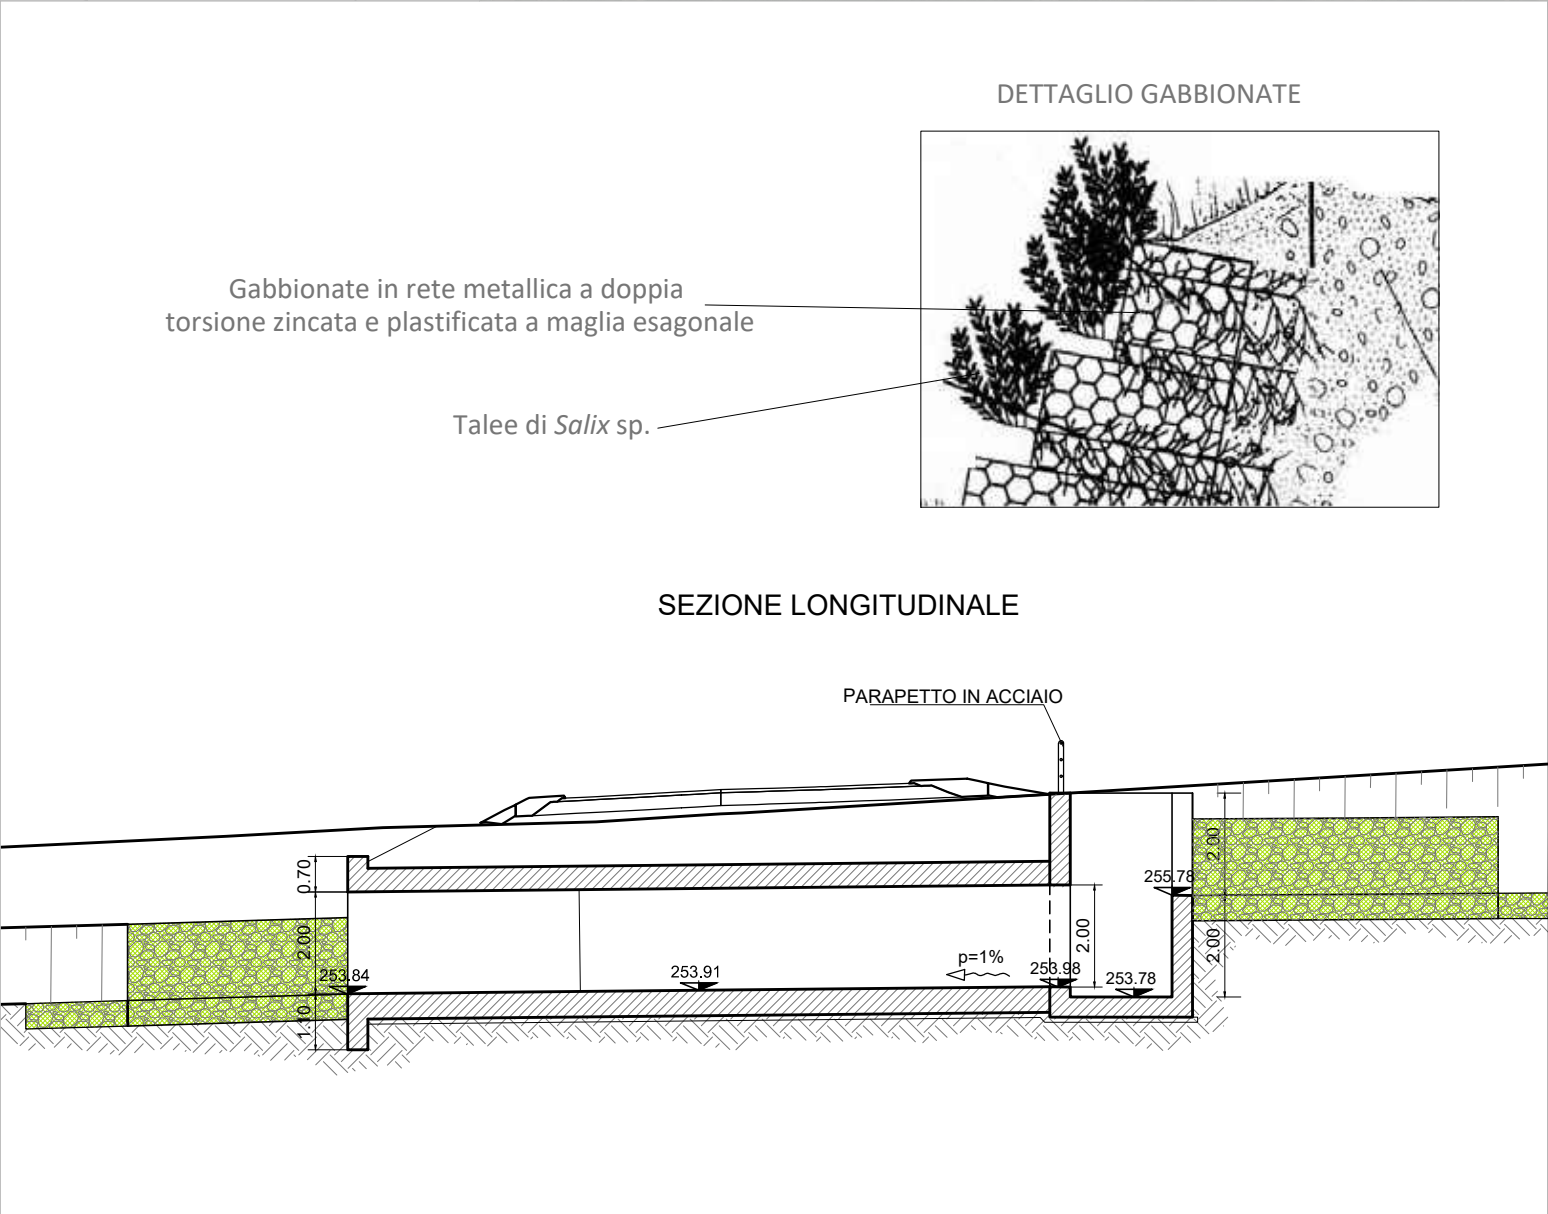 DETTAGLIO GABBIONATE
Gabbionate in rete metallica a doppia
torsione zincata e plastificata a maglia esagonale
Talee di Salix sp.
SEZIONE LONGITUDINALE
PARAPETTO IN ACCIAIO
0.70
2.00
1.10
253.84
253.91
p=1%
253.98
2.00
253.78
255.78
2.00
2.00